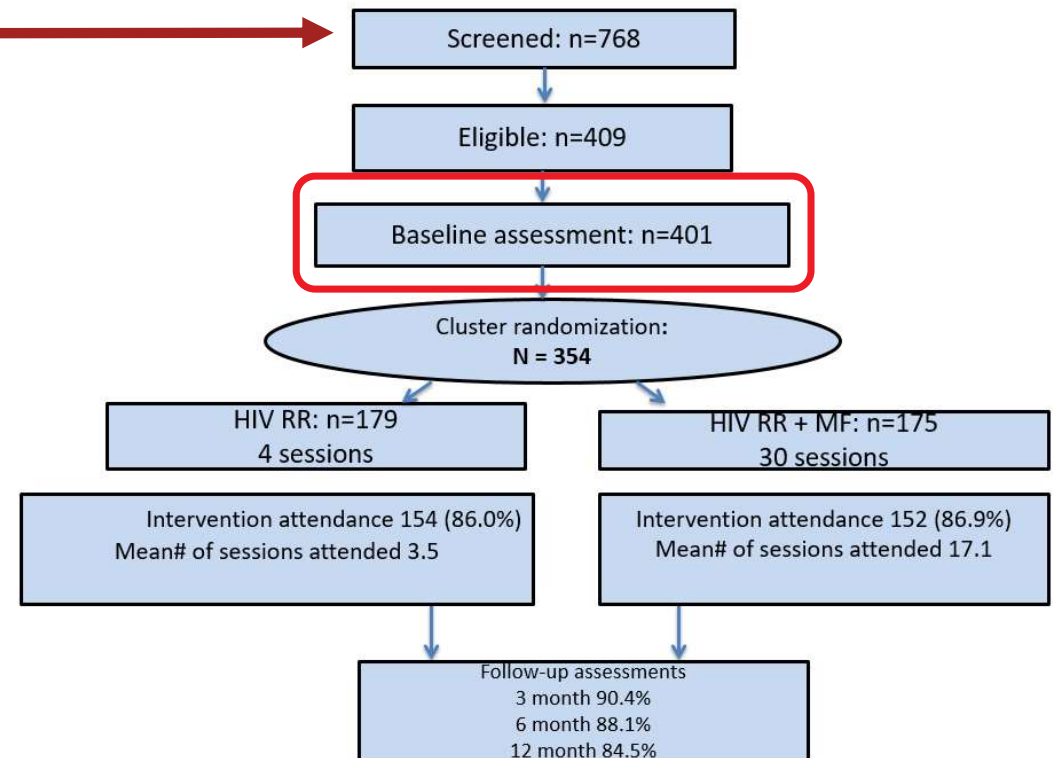 Screened: n=768
Eligible: n=409
Baseline assessment: n=401
Cluster randomization:
N = 354
HIV RR: n=179
4 sessions
HIV RR + MF: n=175
30 sessions
Intervention attendance 154 (86.0%)
Mean# of sessions attended 3.5
Intervention attendance 152 (86.9%)
Mean# of sessions attended 17.1
Follow-up assessments
3 month 90.4%
6 month 88.1%
12 month 84.5%